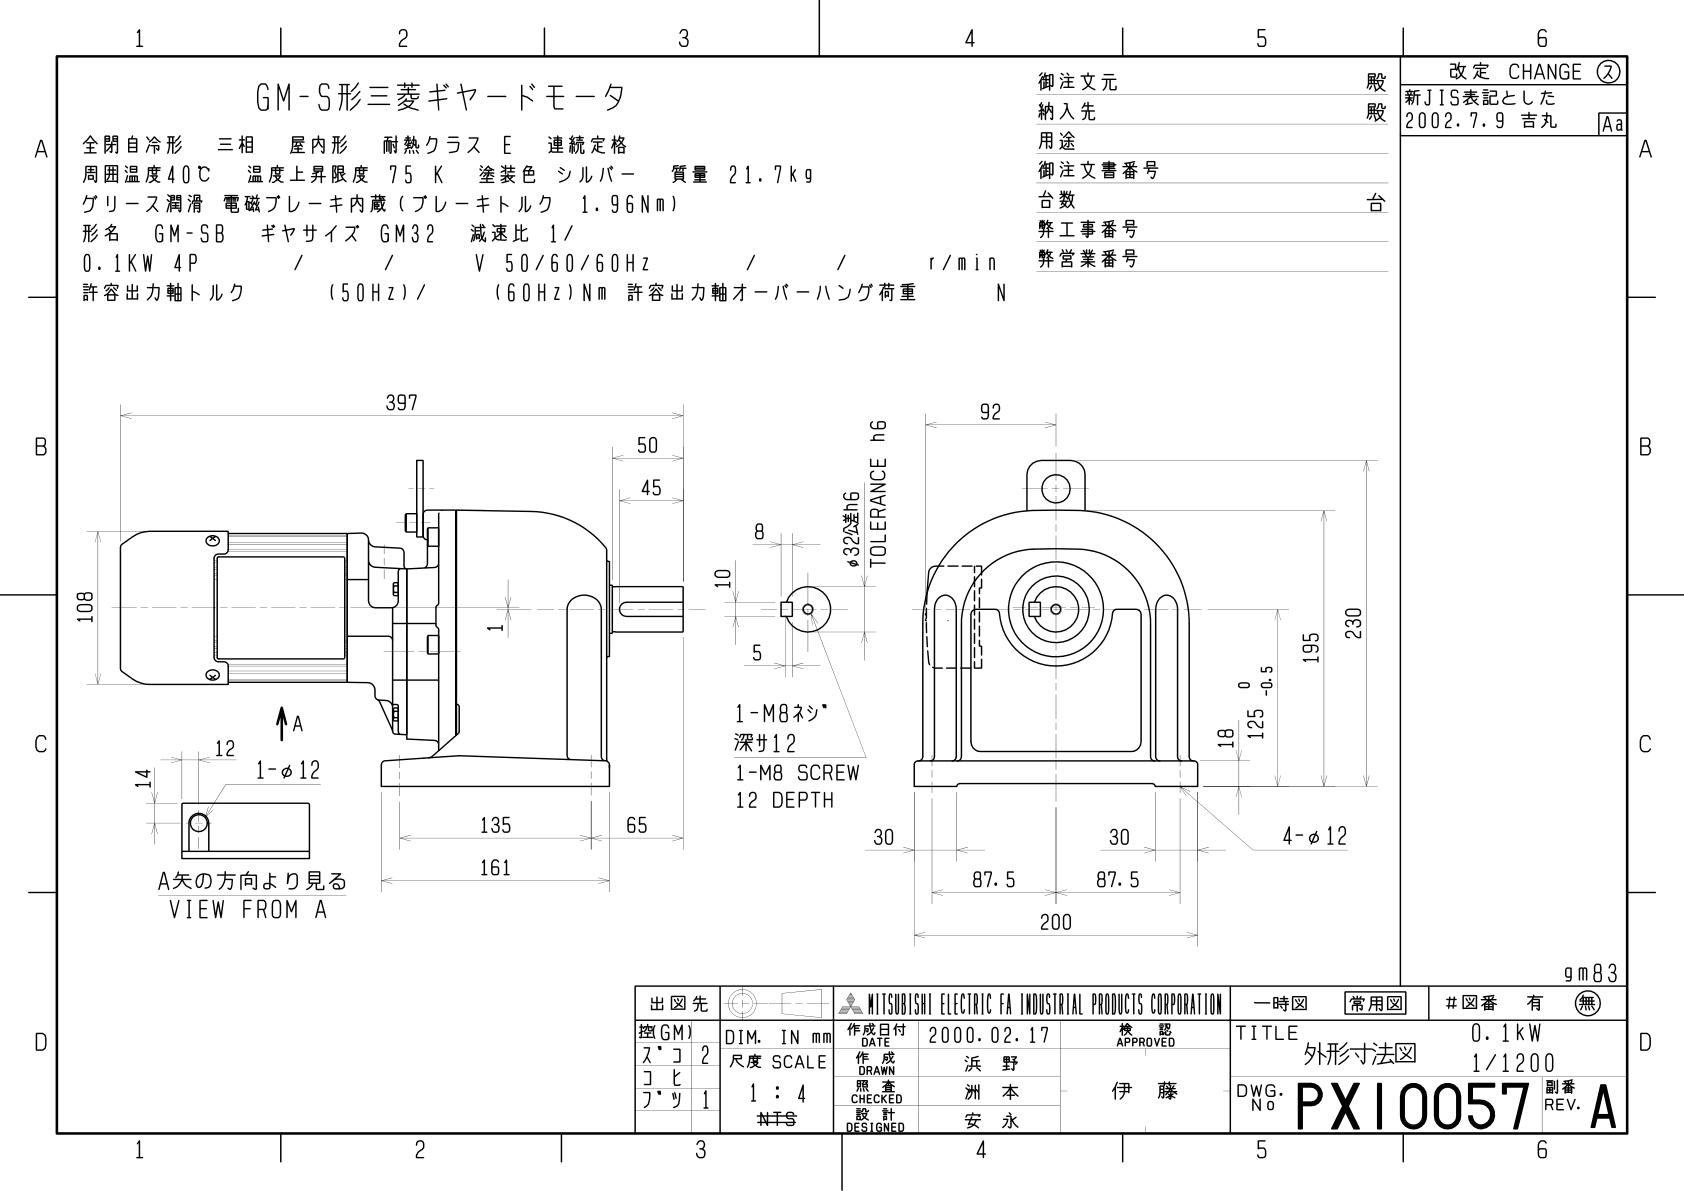 1 2 3 4 5 6
A
B
C
D
GM-S形三菱ギヤードモータ
全閉自冷形 三相 屋内形 耐熱クラス E 連続定格
周囲温度40℃ 温度上昇限度 75 K 塗装色 シルバー 質量 21.7kg
グリース潤滑 電磁ブレーキ内蔵(ブレーキトルク 1.96Nm)
形名 GM-SB ギヤサイズ GM32 減速比 1/
0.1KW 4P / / V 50/60/60Hz / / r/min
許容出力軸トルク (50Hz)/ (60Hz)Nm 許容出力軸オーバーハング荷重 N
御注文元 殿
納入先 殿
用途
御注文書番号
台数 台
弊工事番号
弊営業番号
改定 CHANGE ス
新JIS表記とした
2002.7.9 吉丸 Aa
A
B
C
D
397
50
45
108
1
A
12
14
1-φ12
A矢の方向より見る
VIEW FROM A
135
65
161
8
10
5
φ32公差h6
TOLERANCE h6
1-M8ネジ
深サ12
1-M8 SCREW
12 DEPTH
92
230
195
125 0 -0.5
18
30
30
4-φ12
87.5
87.5
200
gm83
出図先
控(GM)
ズコ 2
コヒ
ブツ 1
DIM. IN mm
尺度 SCALE
1 : 4
NTS
MITSUBISHI ELECTRIC FA INDUSTRIAL PRODUCTS CORPORATION
作成日付 DATE 2000.02.17
検認 APPROVED
作成 DRAWN 浜野
照査 CHECKED 洲本
伊藤
設計 DESIGNED 安永
一時図 常用図 #図番 有 無
TITLE 外形寸法図
0.1kW
1/1200
DWG. No PX10057
副番 REV. A
1 2 3 4 5 6